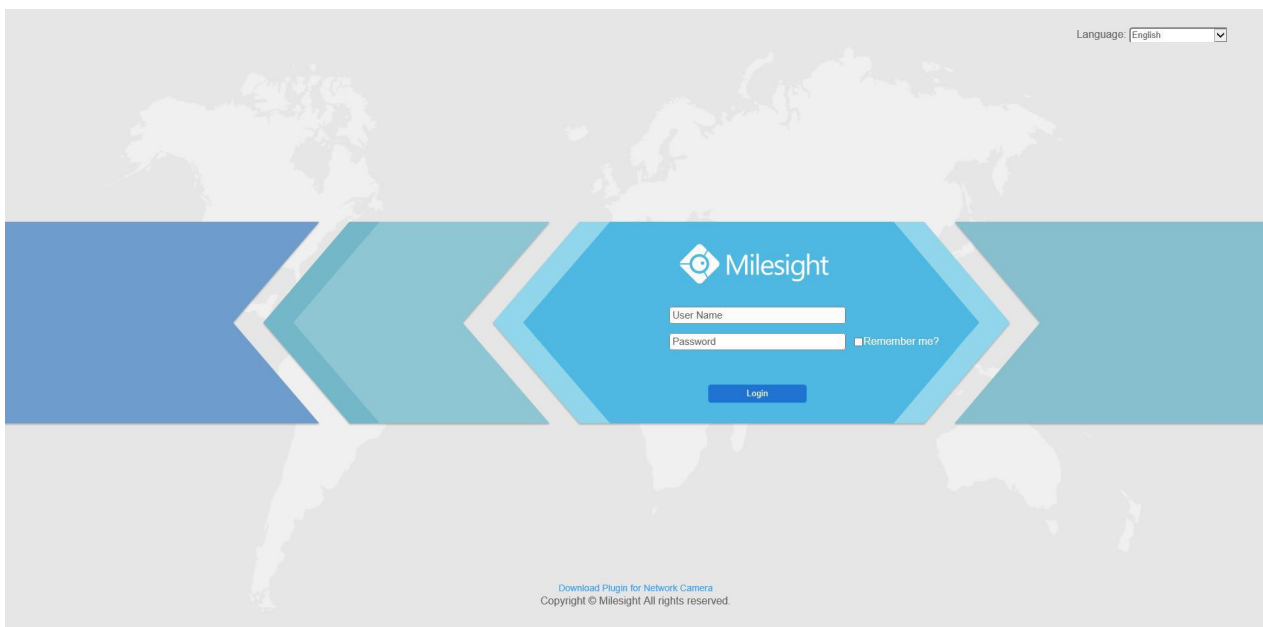 Language: English
Milesight
User Name
Password
Remember me?
Login
Download Plugin for Network Camera
Copyright © Milesight All rights reserved.